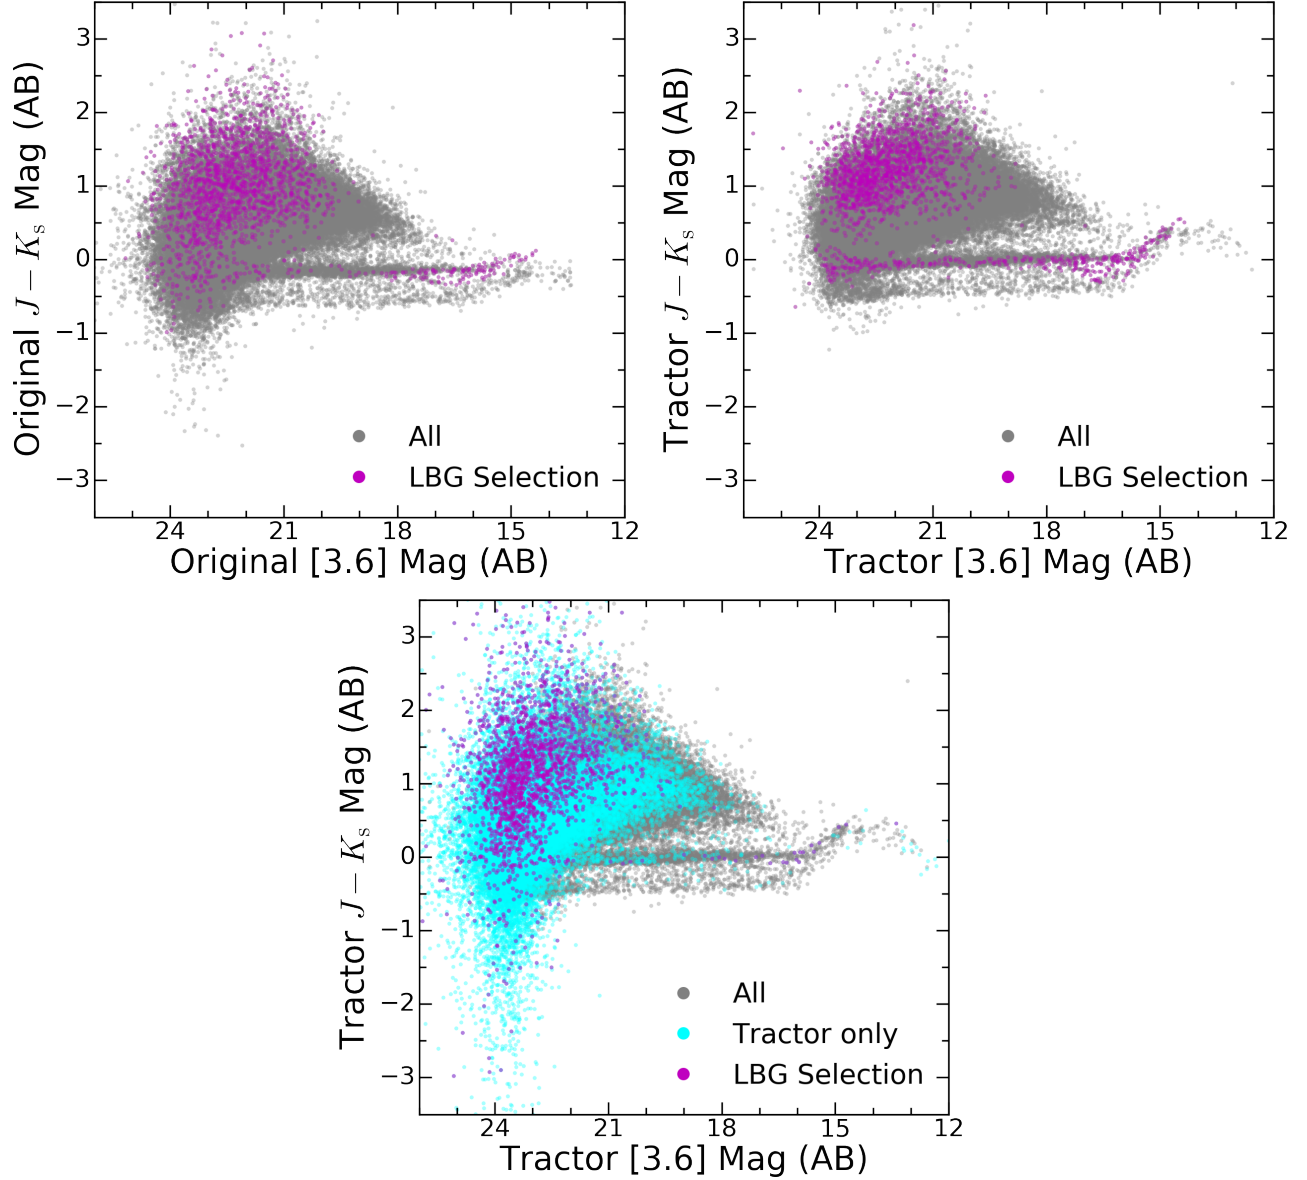 Original J − Ks Mag (AB)
3
2
1
0
−1
−2
−3
All
LBG Selection
24 21 18 15 12
Original [3.6] Mag (AB)
Tractor J − Ks Mag (AB)
3
2
1
0
−1
−2
−3
All
LBG Selection
24 21 18 15 12
Tractor [3.6] Mag (AB)
Tractor J − Ks Mag (AB)
3
2
1
0
−1
−2
−3
All
Tractor only
LBG Selection
24 21 18 15 12
Tractor [3.6] Mag (AB)